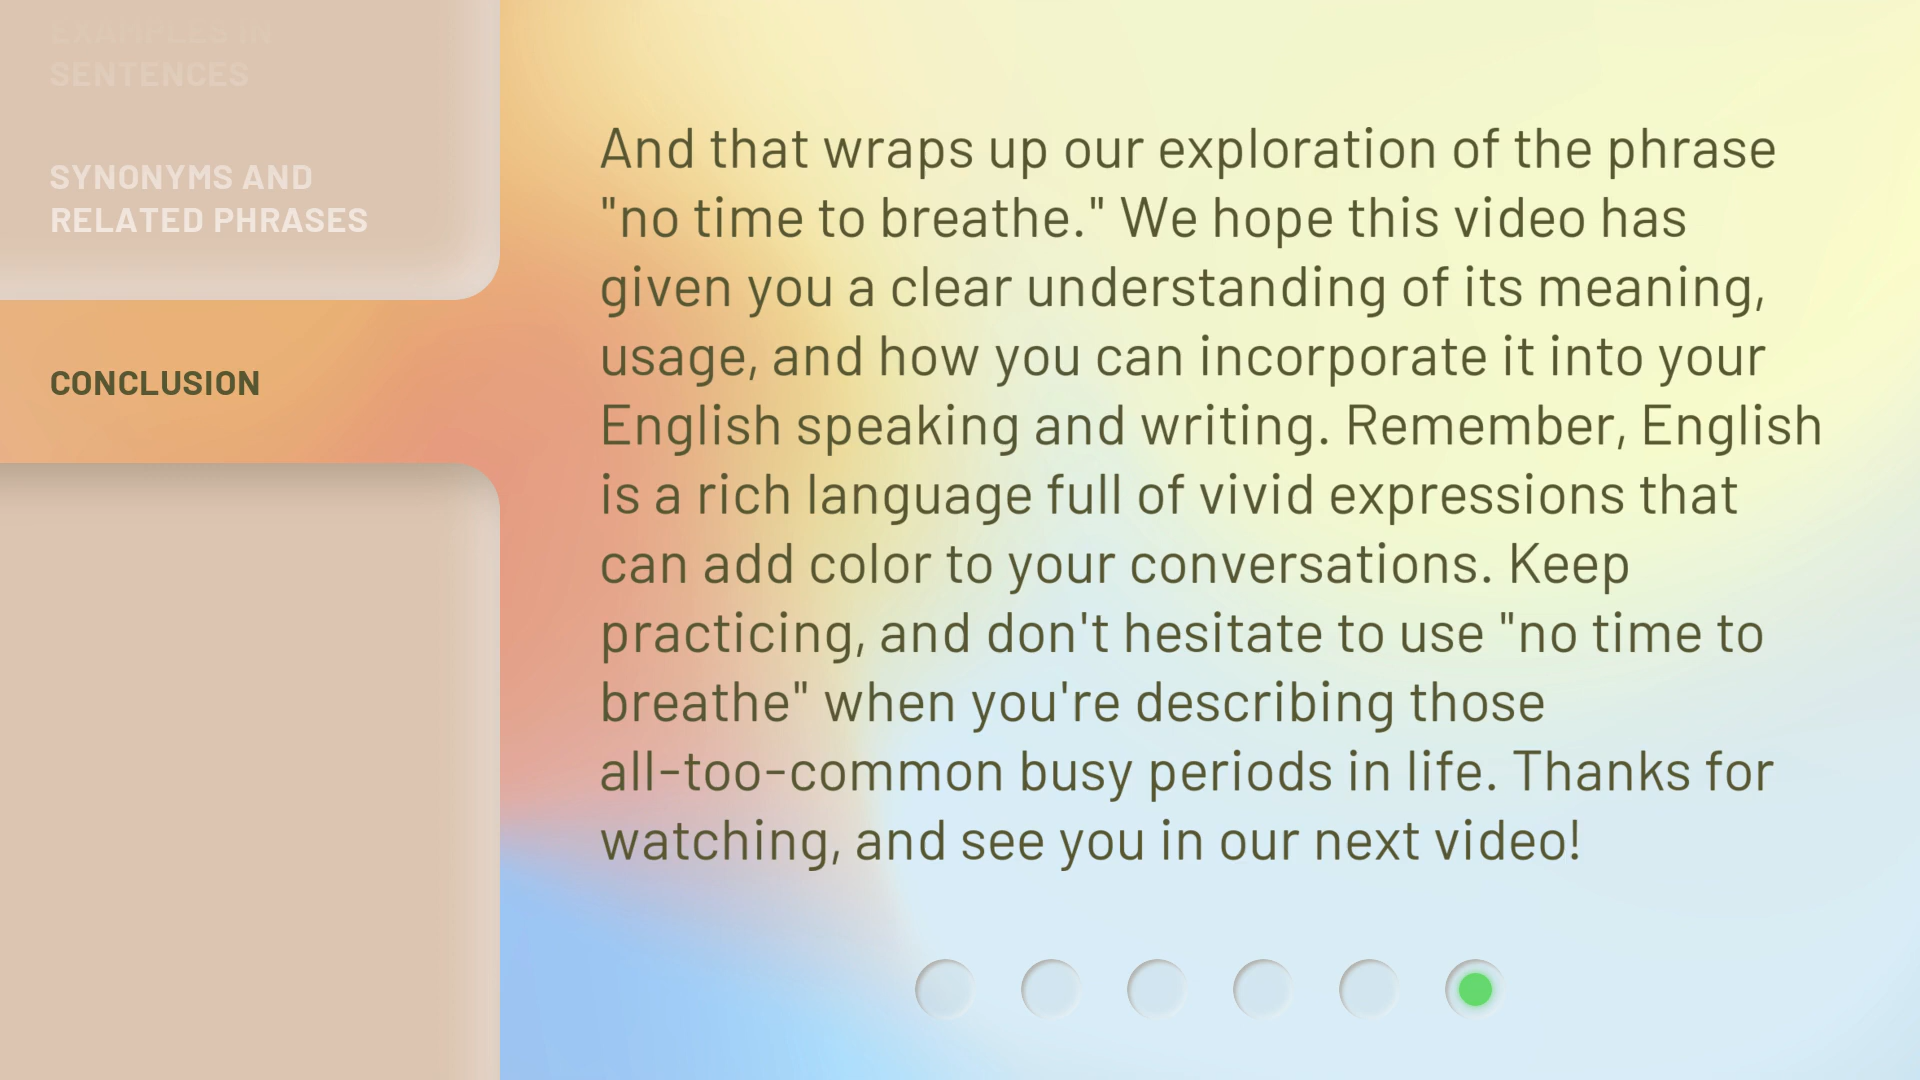 EXAMPLES IN
SENTENCES
SYNONYMS AND
RELATED PHRASES
CONCLUSION
And that wraps up our exploration of the phrase
"no time to breathe." We hope this video has
given you a clear understanding of its meaning,
usage, and how you can incorporate it into your
English speaking and writing. Remember, English
is a rich language full of vivid expressions that
can add color to your conversations. Keep
practicing, and don't hesitate to use "no time to
breathe" when you're describing those
all-too-common busy periods in life. Thanks for
watching, and see you in our next video!